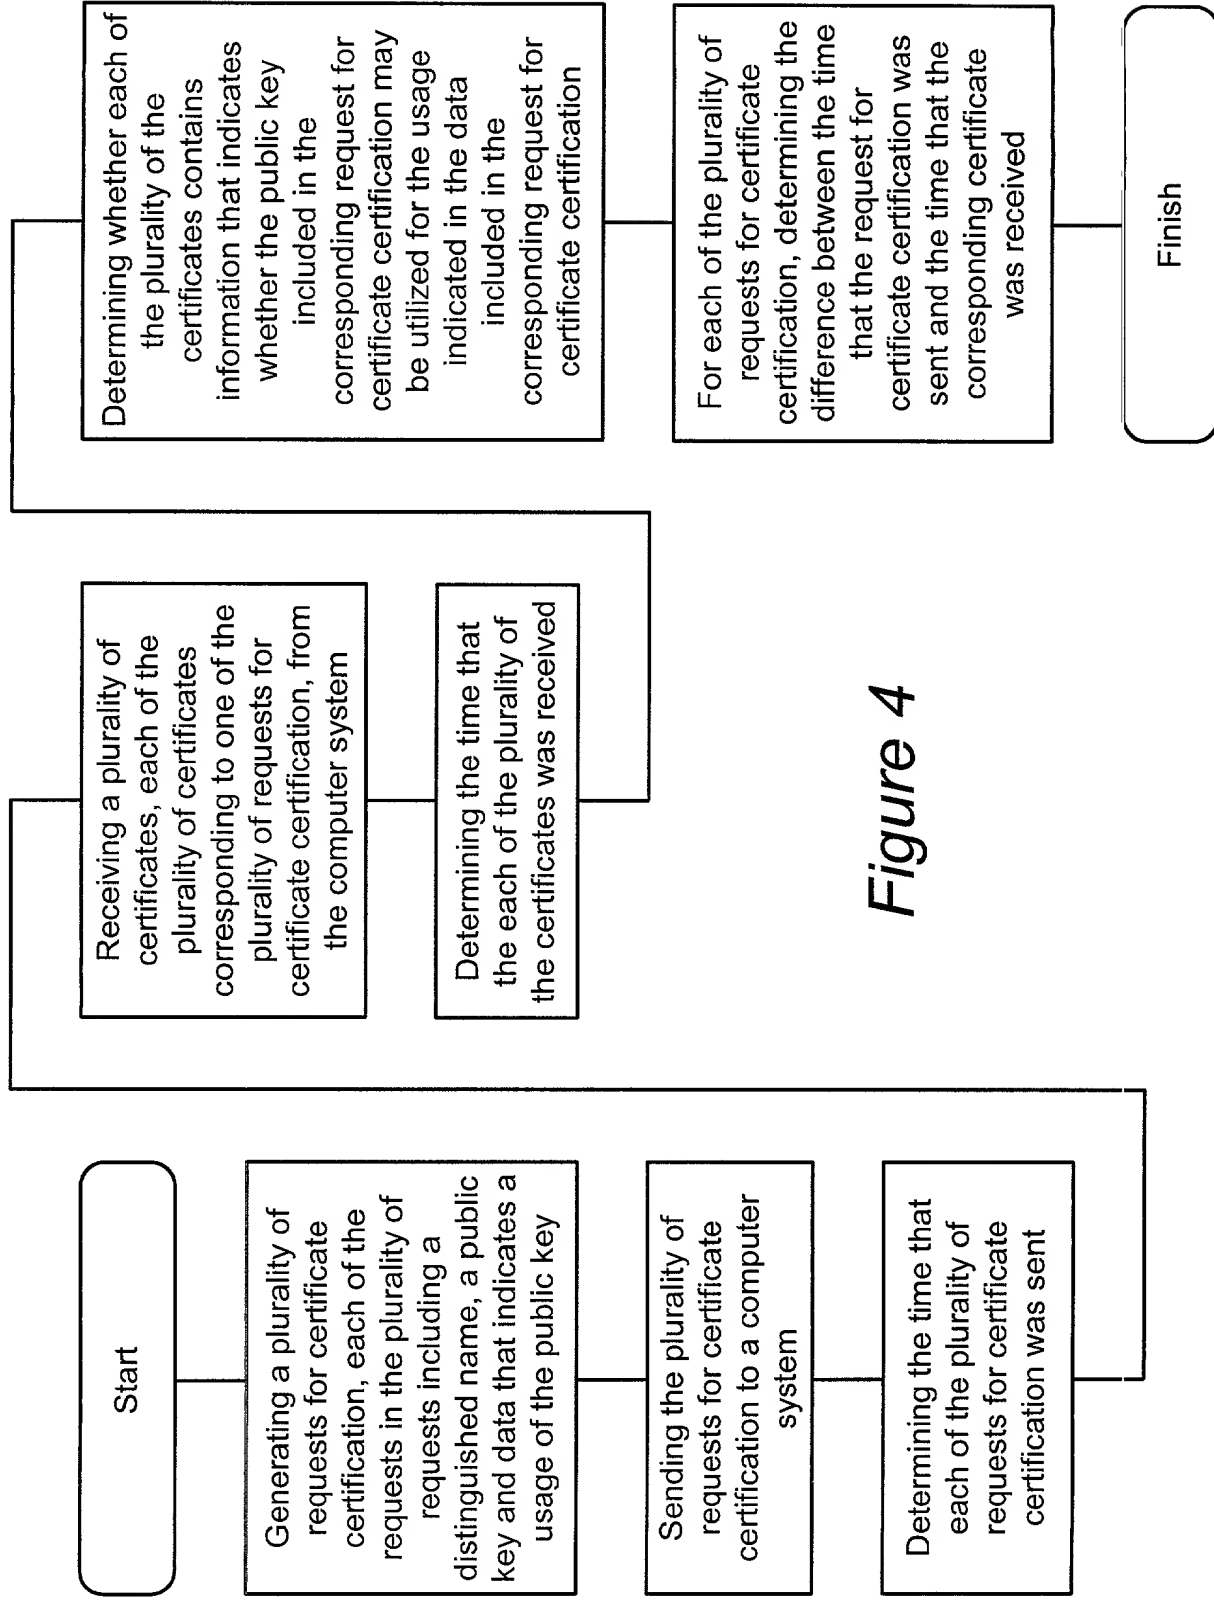 Start
Generating a plurality of
requests for certificate
certification, each of the
requests in the plurality of
requests including a
distinguished name, a public
key and data that indicates a
usage of the public key
Sending the plurality of
requests for certificate
certification to a computer
system
Determining the time that
each of the plurality of
requests for certificate
certification was sent
Receiving a plurality of
certificates, each of the
plurality of certificates
corresponding to one of the
plurality of requests for
certificate certification, from
the computer system
Determining the time that
the each of the plurality of
the certificates was received
Determining whether each of
the plurality of the
certificates contains
information that indicates
whether the public key
included in the
corresponding request for
certificate certification may
be utilized for the usage
indicated in the data
included in the
corresponding request for
certificate certification
For each of the plurality of
requests for certificate
certification, determining the
difference between the time
that the request for
certificate certification was
sent and the time that the
corresponding certificate
was received
Finish
Figure 4